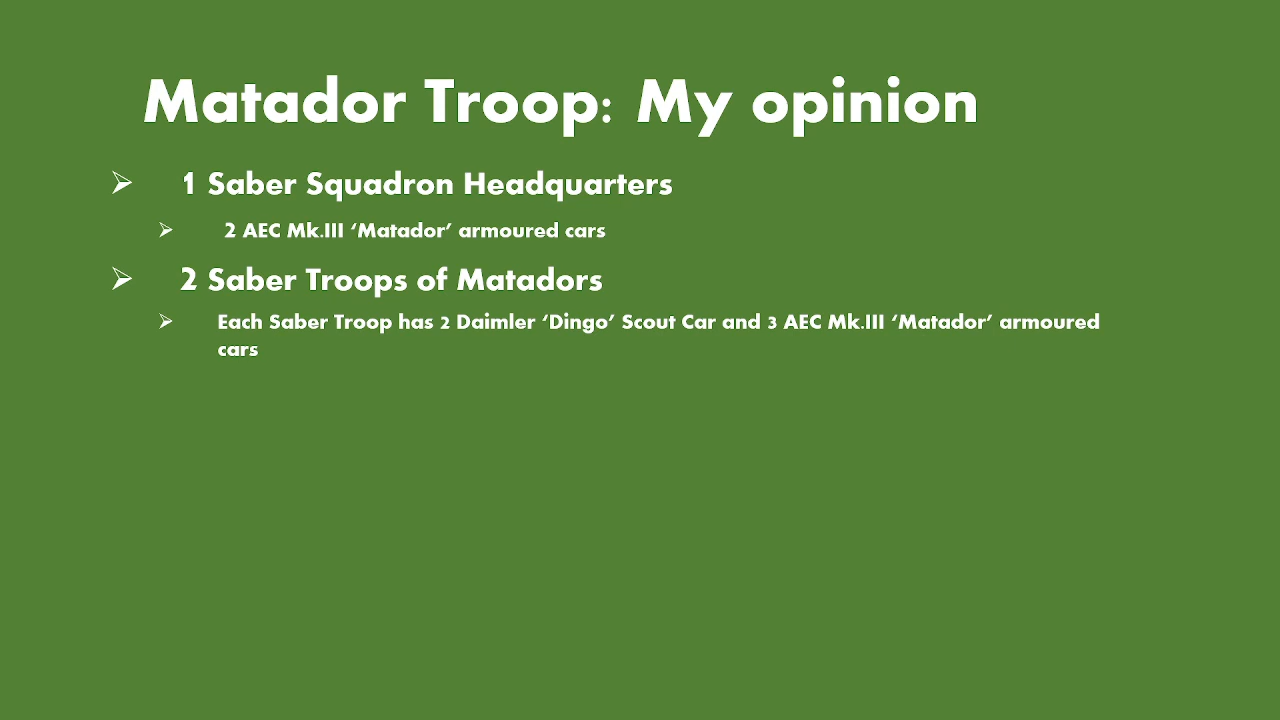 Matador Troop: My opinion
1 Saber Squadron Headquarters
2 AEC Mk.III ‘Matador’ armoured cars
2 Saber Troops of Matadors
Each Saber Troop has 2 Daimler ‘Dingo’ Scout Car and 3 AEC Mk.III ‘Matador’ armoured
cars